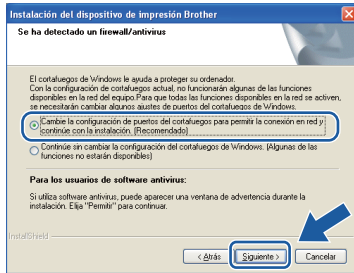 Instalación del dispositivo de impresión Brother
Se ha detectado un firewall/antivirus
El cortafuegos de Windows le ayuda a proteger su ordenador.
Con la configuración de cortafuegos actual, no funcionarán algunas de las funciones
disponibles en la red del equipo.Para que todas las funciones disponibles en la red se activen,
se necesitarán cambiar algunos ajustes de puertos del cortafuegos de Windows.
Cambie la configuración de puertos del cortafuegos para permitir la conexión en red y
continúe con la instalación. (Recomendado)
Continúe sin cambiar la configuración del cortafuegos de Windows. (Algunas de las
funciones no estarán disponibles)
Para los usuarios de software antivirus:
Si utiliza software antivirus, puede aparecer una ventana de advertencia durante la
instalación. Elija "Permitir" para continuar.
InstallShield
< Atrás
Siguiente >
Cancelar